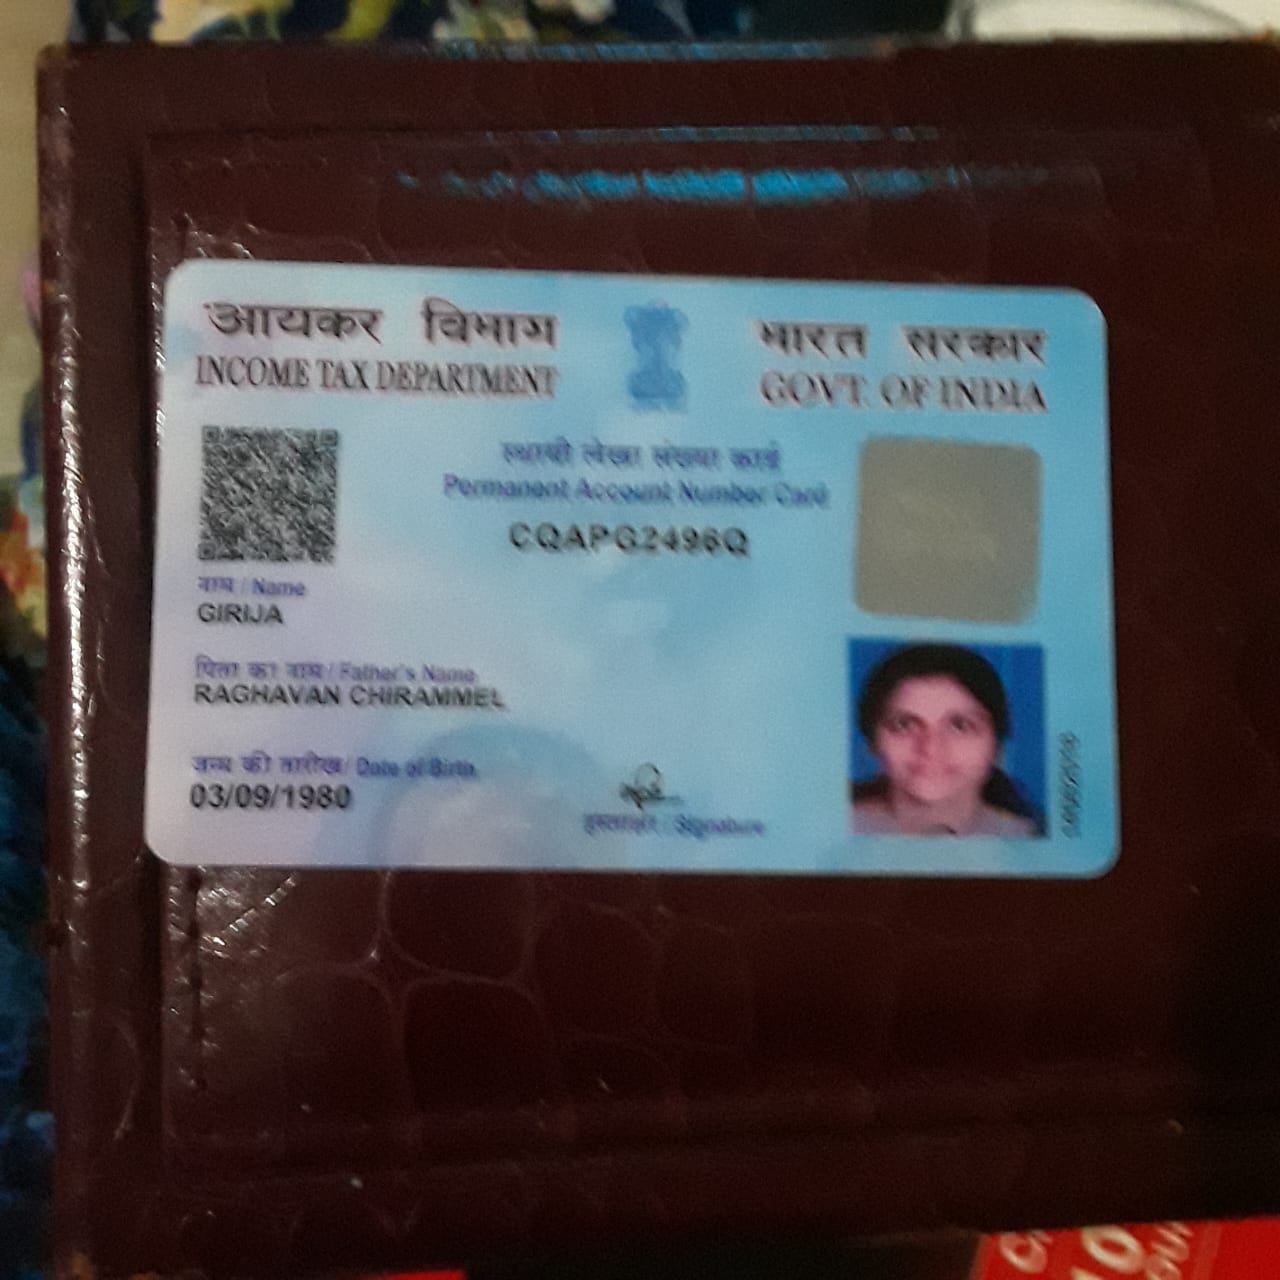 आयकर विभाग
INCOME TAX DEPARTMENT
भारत सरकार
GOVT. OF INDIA
स्थायी लेखा संख्या कार्ड
Permanent Account Number Card
CQAPG2496Q
नाम / Name
GIRIJA
पिता का नाम / Father's Name
RAGHAVAN CHIRAMMEL
जन्म की तारीख / Date of Birth
03/09/1980
हस्ताक्षर / Signature